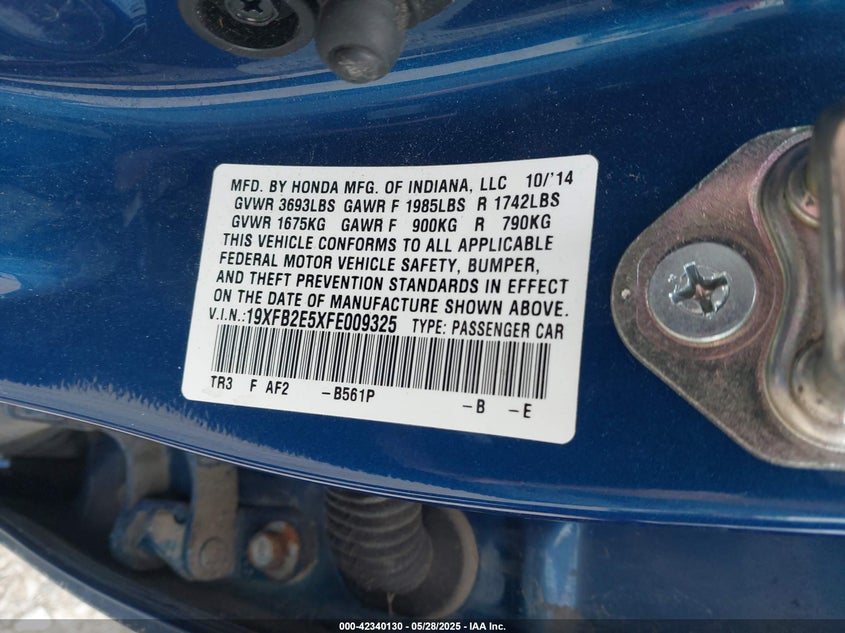 MFD. BY HONDA MFG. OF INDIANA, LLC 10/'14
GVWR 3693LBS GAWR F 1985LBS R 1742LBS
GVWR 1675KG GAWR F 900KG R 790KG
THIS VEHICLE CONFORMS TO ALL APPLICABLE
FEDERAL MOTOR VEHICLE SAFETY, BUMPER,
AND THEFT PREVENTION STANDARDS IN EFFECT
ON THE DATE OF MANUFACTURE SHOWN ABOVE.
V.I.N.:19XFB2E5XFE009325 TYPE: PASSENGER CAR
TR3 F AF2 -B561P -B -E
000-42340130 - 05/28/2025 - IAA Inc.